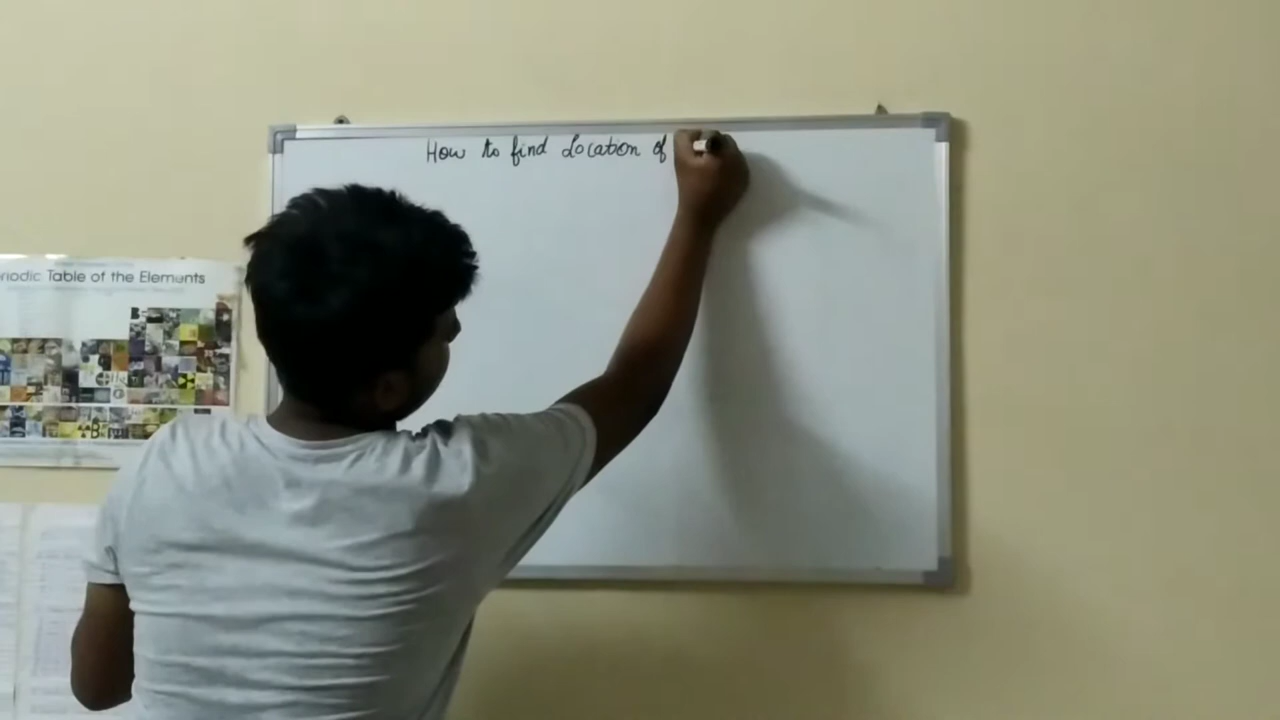 How to find Location of
Periodic Table of the Elements